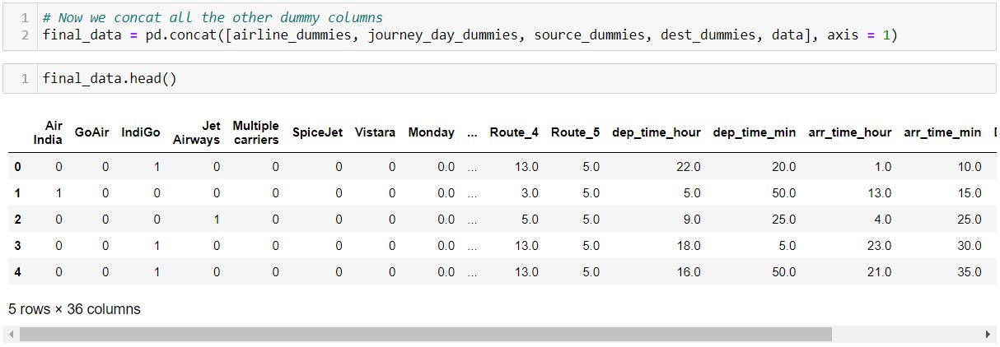 1 # Now we concat all the other dummy columns
2 final_data = pd.concat([airline_dummies, journey_day_dummies, source_dummies, dest_dummies, data], axis = 1)
1 final_data.head()
Air India GoAir IndiGo Jet Airways Multiple carriers SpiceJet Vistara Monday ... Route_4 Route_5 dep_time_hour dep_time_min arr_time_hour arr_time_min
0 0 0 1 0 0 0 0 0.0 ... 13.0 5.0 22.0 20.0 1.0 10.0
1 1 0 0 0 0 0 0 0.0 ... 3.0 5.0 5.0 50.0 13.0 15.0
2 0 0 0 1 0 0 0 0.0 ... 5.0 5.0 9.0 25.0 4.0 25.0
3 0 0 1 0 0 0 0 0.0 ... 13.0 5.0 18.0 5.0 23.0 30.0
4 0 0 1 0 0 0 0 0.0 ... 13.0 5.0 16.0 50.0 21.0 35.0
5 rows × 36 columns